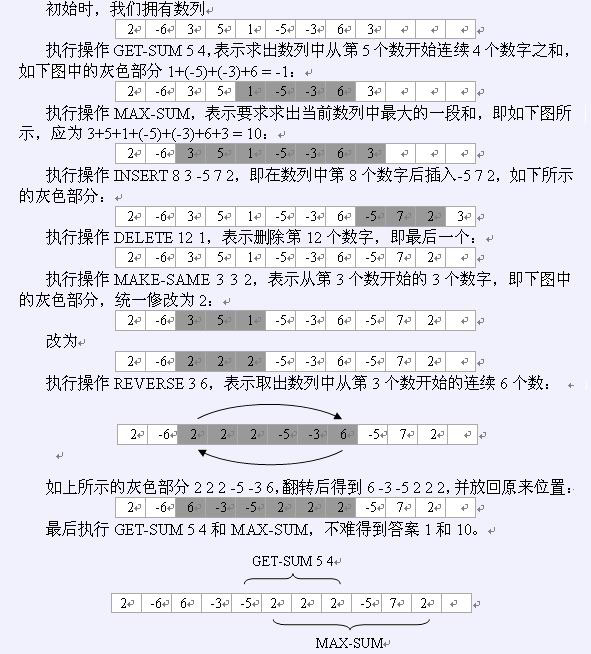 初始时，我们拥有数列
2 -6 3 5 1 -5 -3 6 3
执行操作 GET-SUM 5 4,表示求出数列中从第 5 个数开始连续 4 个数字之和，
如下图中的灰色部分 1+(-5)+(-3)+6 = -1：
2 -6 3 5 1 -5 -3 6 3
执行操作 MAX-SUM，表示要求求出当前数列中最大的一段和，即如下图所
示，应为 3+5+1+(-5)+(-3)+6+3 = 10：
2 -6 3 5 1 -5 -3 6 3
执行操作 INSERT 8 3 -5 7 2，即在数列中第 8 个数字后插入-5 7 2，如下所示
的灰色部分：
2 -6 3 5 1 -5 -3 6 -5 7 2 3
执行操作 DELETE 12 1，表示删除第 12 个数字，即最后一个：
2 -6 3 5 1 -5 -3 6 -5 7 2
执行操作 MAKE-SAME 3 3 2，表示从第 3 个数开始的 3 个数字，即下图中
的灰色部分，统一修改为 2：
2 -6 3 5 1 -5 -3 6 -5 7 2
改为
2 -6 2 2 2 -5 -3 6 -5 7 2
执行操作 REVERSE 3 6，表示取出数列中从第 3 个数开始的连续 6 个数：
2 -6 2 2 2 -5 -3 6 -5 7 2
如上所示的灰色部分 2 2 2 -5 -3 6,翻转后得到 6 -3 -5 2 2 2,并放回原来位置：
2 -6 6 -3 -5 2 2 2 -5 7 2
最后执行 GET-SUM 5 4 和 MAX-SUM，不难得到答案 1 和 10。
GET-SUM 5 4
2 -6 6 -3 -5 2 2 2 -5 7 2
MAX-SUM